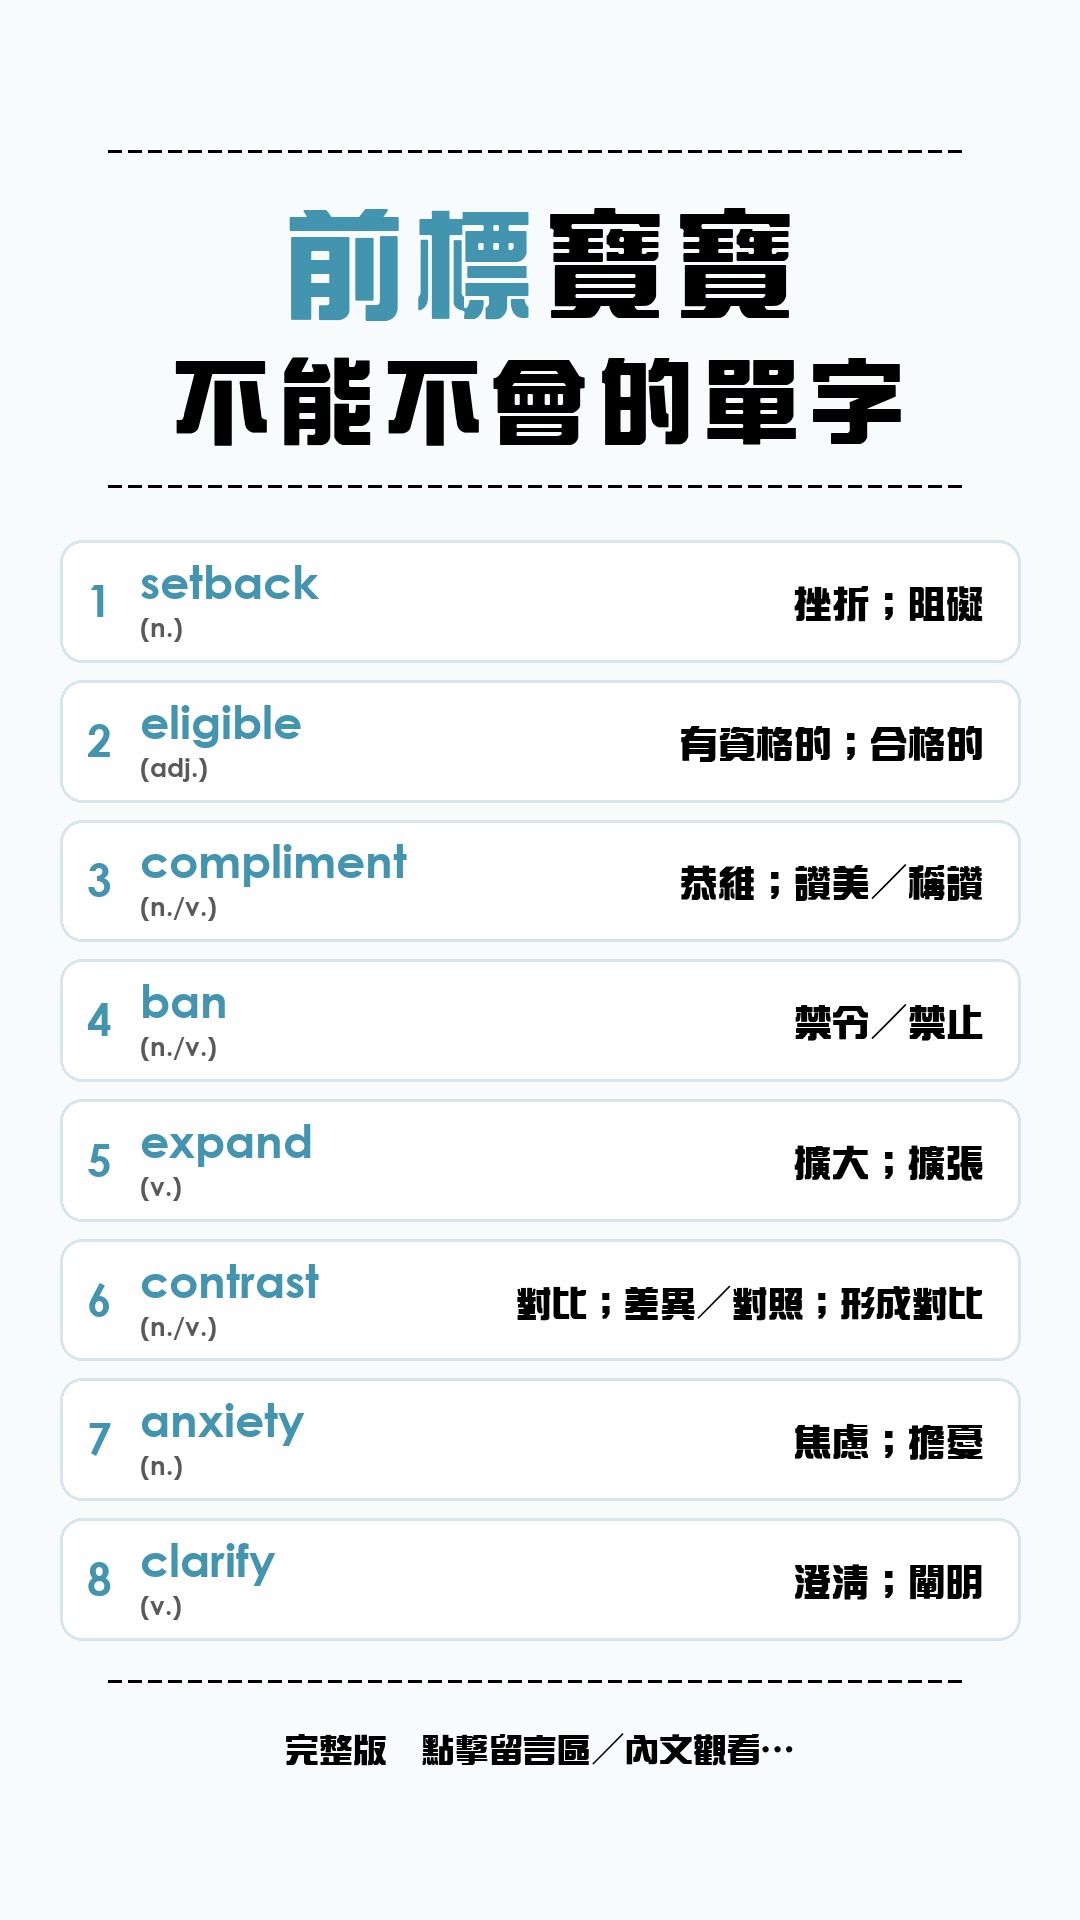 前標寶寶
不能不會的單字
1 setback 挫折；阻礙
(n.)
2 eligible 有資格的；合格的
(adj.)
3 compliment 恭維；讚美／稱讚
(n./v.)
4 ban 禁令／禁止
(n./v.)
5 expand 擴大；擴張
(v.)
6 contrast 對比；差異／對照；形成對比
(n./v.)
7 anxiety 焦慮；擔憂
(n.)
8 clarify 澄清；闡明
(v.)
完整版　點擊留言區／內文觀看…